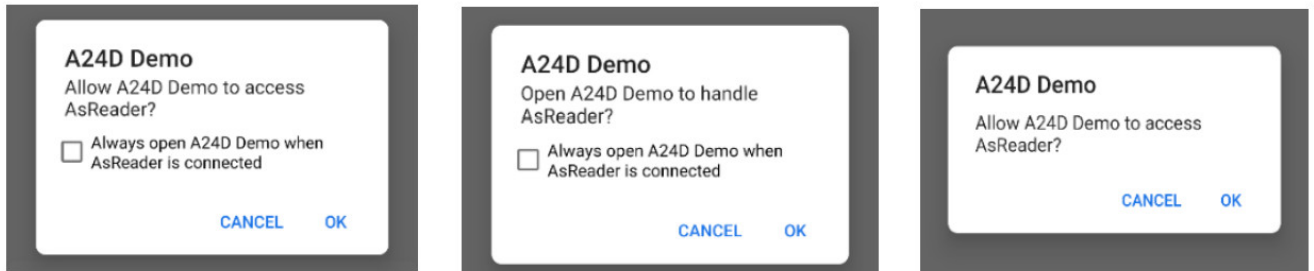 A24D Demo
Allow A24D Demo to access
AsReader?
Always open A24D Demo when
AsReader is connected
CANCEL OK
A24D Demo
Open A24D Demo to handle
AsReader?
Always open A24D Demo when
AsReader is connected
CANCEL OK
A24D Demo
Allow A24D Demo to access
AsReader?
CANCEL OK